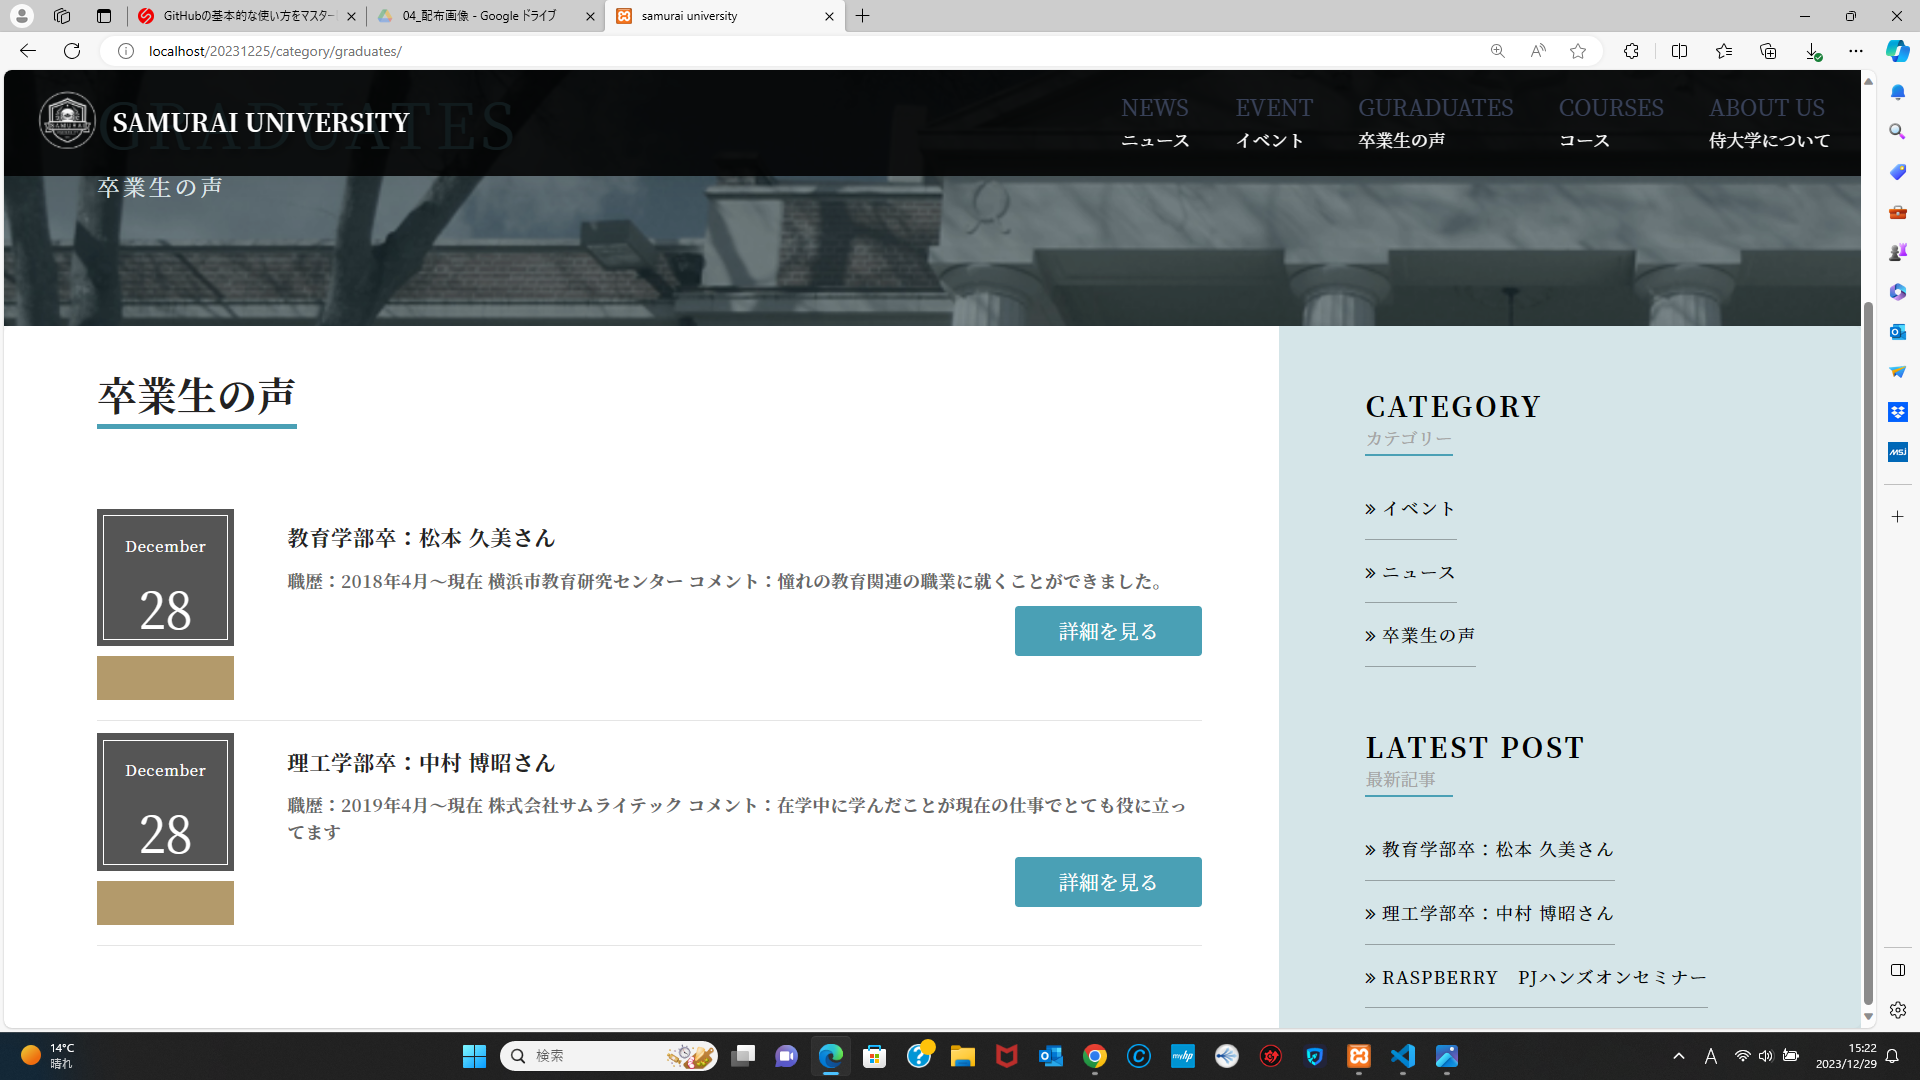 GitHubの基本的な使い方をマスター
04_配布画像 - Google ドライブ
samurai university
localhost/20231225/category/graduates/
GRADUATES
SAMURAI UNIVERSITY
NEWS
ニュース
EVENT
イベント
GURADUATES
卒業生の声
COURSES
コース
ABOUT US
侍大学について
卒業生の声
卒業生の声
December
28
教育学部卒：松本 久美さん
職歴：2018年4月～現在 横浜市教育研究センター コメント：憧れの教育関連の職業に就くことができました。
詳細を見る
December
28
理工学部卒：中村 博昭さん
職歴：2019年4月～現在 株式会社サムライテック コメント：在学中に学んだことが現在の仕事でとても役に立っ
てます
詳細を見る
CATEGORY
カテゴリー
» イベント
» ニュース
» 卒業生の声
LATEST POST
最新記事
» 教育学部卒：松本 久美さん
» 理工学部卒：中村 博昭さん
» RASPBERRY　PJハンズオンセミナー
14°C
晴れ
検索
A
15:22
2023/12/29